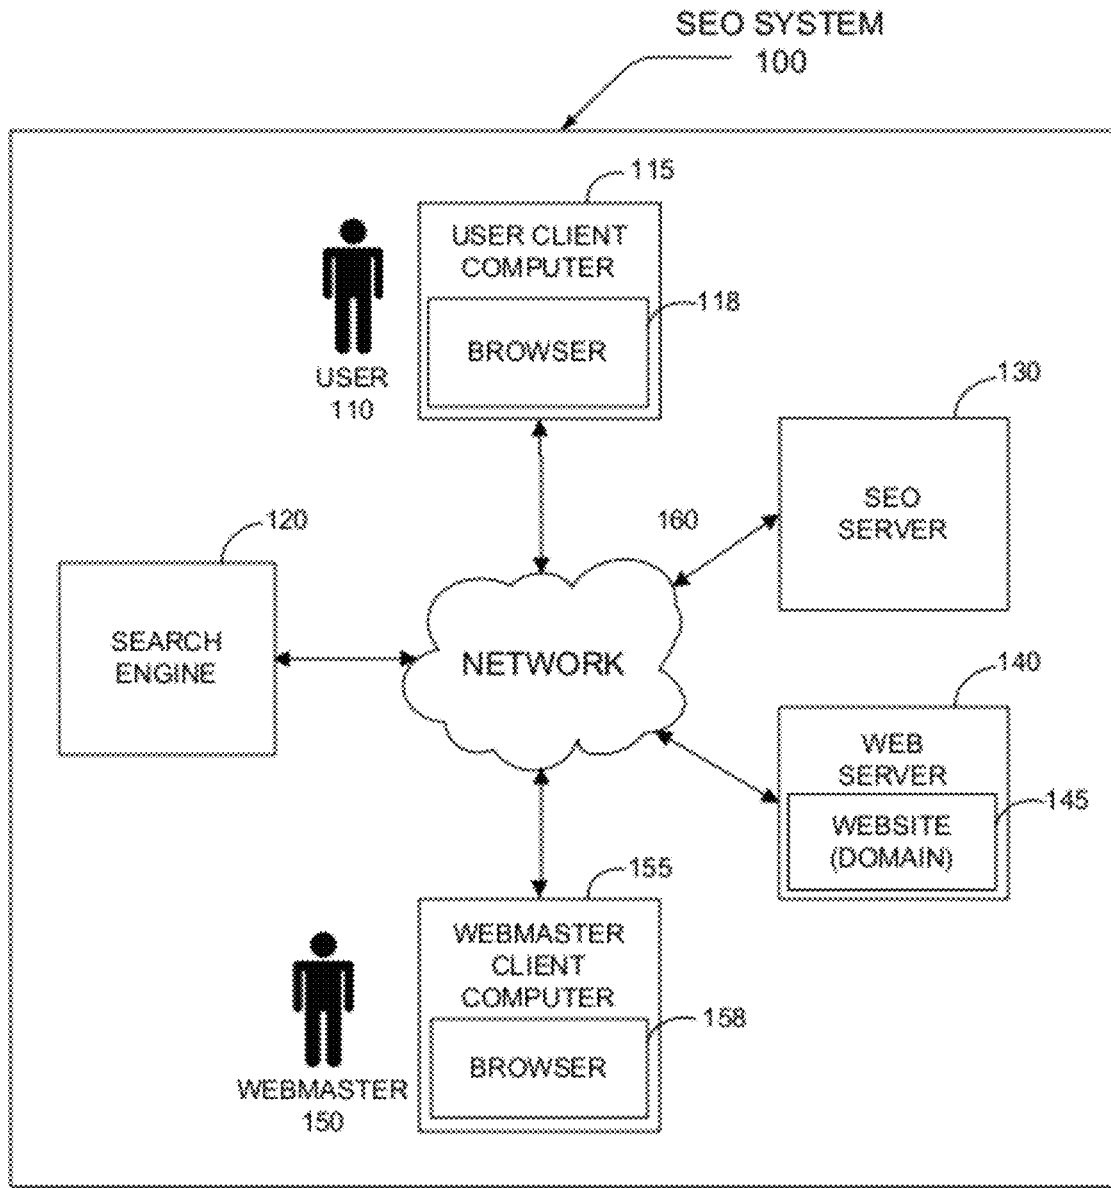 SEO SYSTEM
100
115
USER CLIENT
COMPUTER
118
BROWSER
USER
110
130
SEO
SERVER
160
120
SEARCH
ENGINE
NETWORK
140
WEB
SERVER
145
WEBSITE
(DOMAIN)
155
WEBMASTER
CLIENT
COMPUTER
158
BROWSER
WEBMASTER
150